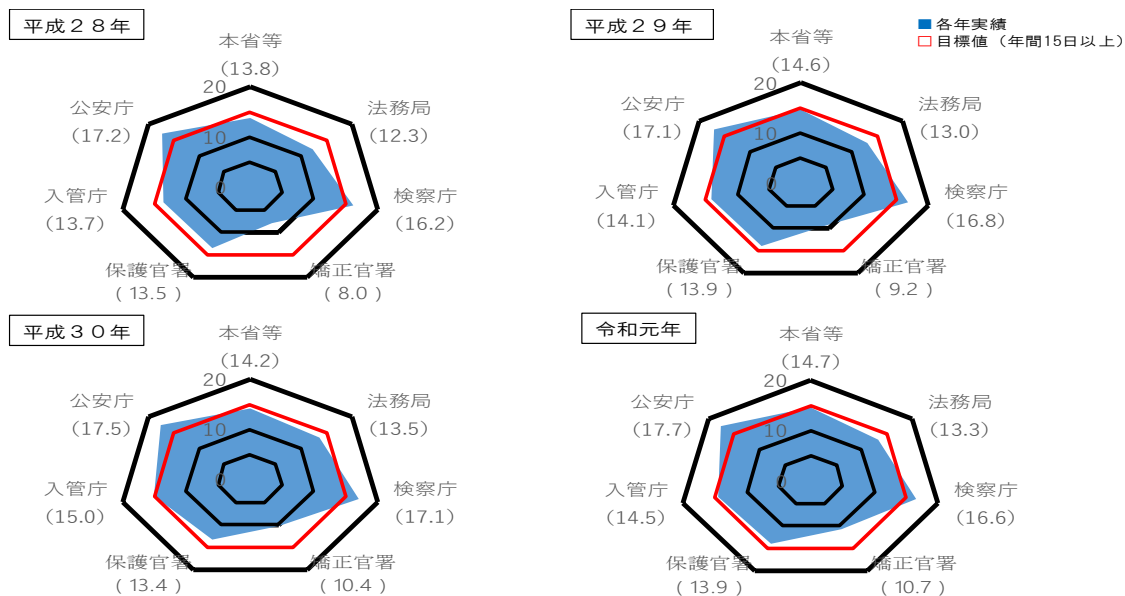 平成２８年
本省等
(13.8)
20
公安庁
(17.2)
法務局
(12.3)
10
0
入管庁
(13.7)
検察庁
(16.2)
保護官署
( 13.5 )
矯正官署
( 8.0 )
平成２９年
各年実績
目標値（年間15日以上）
本省等
(14.6)
20
公安庁
(17.1)
法務局
(13.0)
10
0
入管庁
(14.1)
検察庁
(16.8)
保護官署
( 13.9 )
矯正官署
( 9.2 )
平成３０年
本省等
(14.2)
20
公安庁
(17.5)
法務局
(13.5)
10
0
入管庁
(15.0)
検察庁
(17.1)
保護官署
( 13.4 )
矯正官署
( 10.4 )
令和元年
本省等
(14.7)
20
公安庁
(17.7)
法務局
(13.3)
10
0
入管庁
(14.5)
検察庁
(16.6)
保護官署
( 13.9 )
矯正官署
( 10.7 )